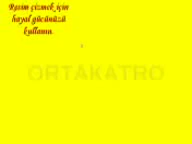 Resim çizmek için
hayal gücünüzü
kullanın
ORTAKATRO